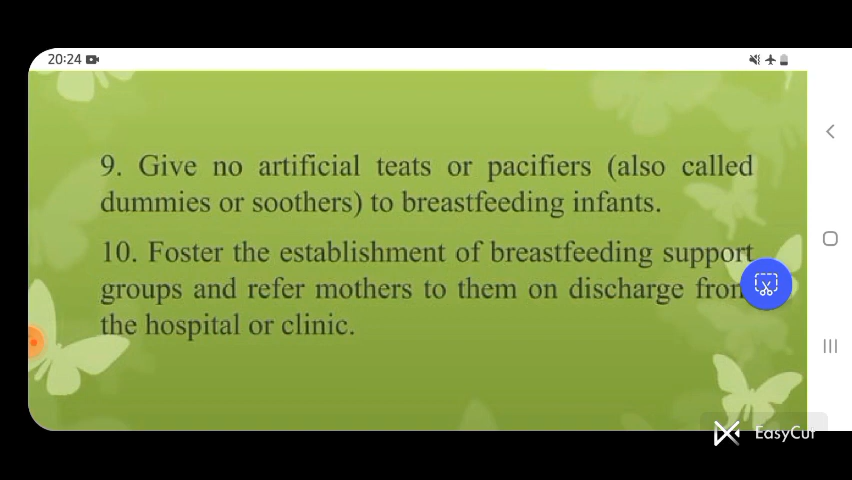 20:24
9. Give no artificial teats or pacifiers (also called
dummies or soothers) to breastfeeding infants.
10. Foster the establishment of breastfeeding support
groups and refer mothers to them on discharge from
the hospital or clinic.
EasyCut